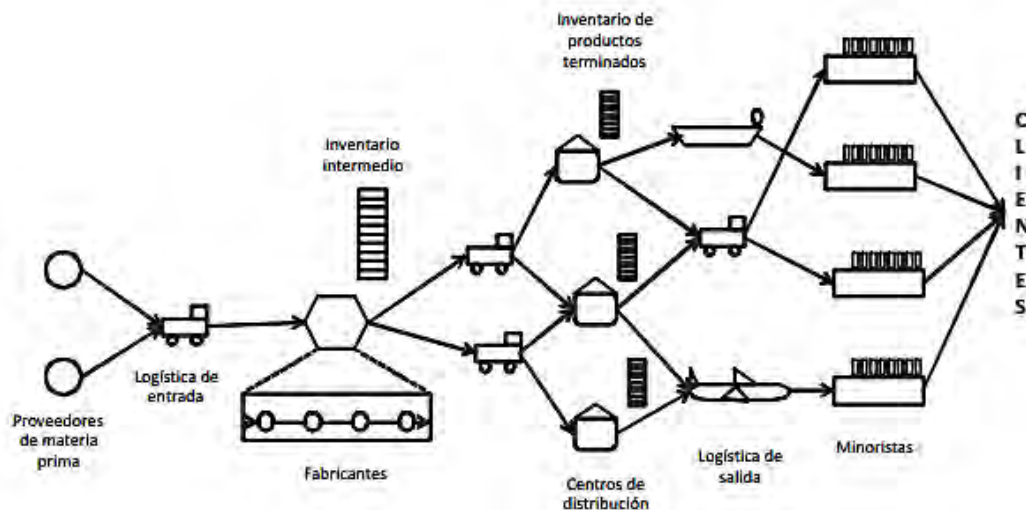 Inventario de
productos
terminados
Inventario
intermedio
Logística de
entrada
Proveedores
de materia
prima
Fabricantes
Centros de
distribución
Logística de
salida
Minoristas
CLIENTES